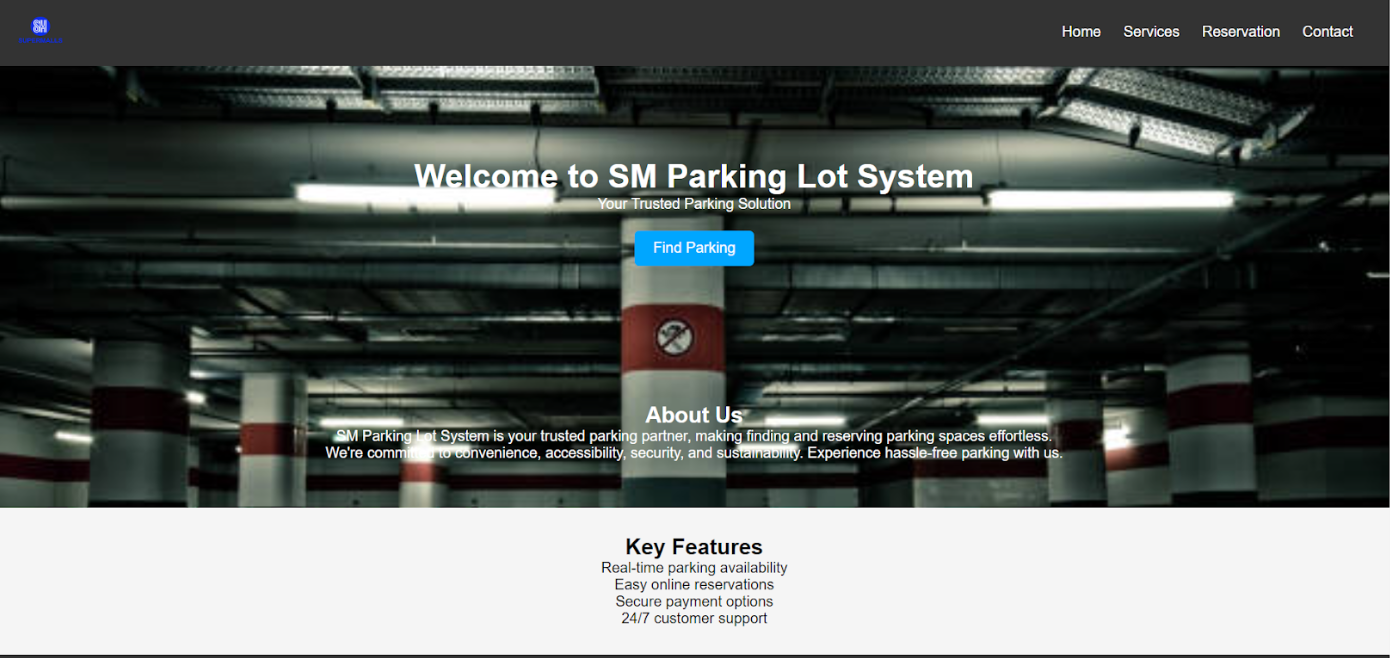 SM
Home Services Reservation Contact
Welcome to SM Parking Lot System
Your Trusted Parking Solution
Find Parking
About Us
SM Parking Lot System is your trusted parking partner, making finding and reserving parking spaces effortless.
We're committed to convenience, accessibility, security, and sustainability. Experience hassle-free parking with us.
Key Features
Real-time parking availability
Easy online reservations
Secure payment options
24/7 customer support